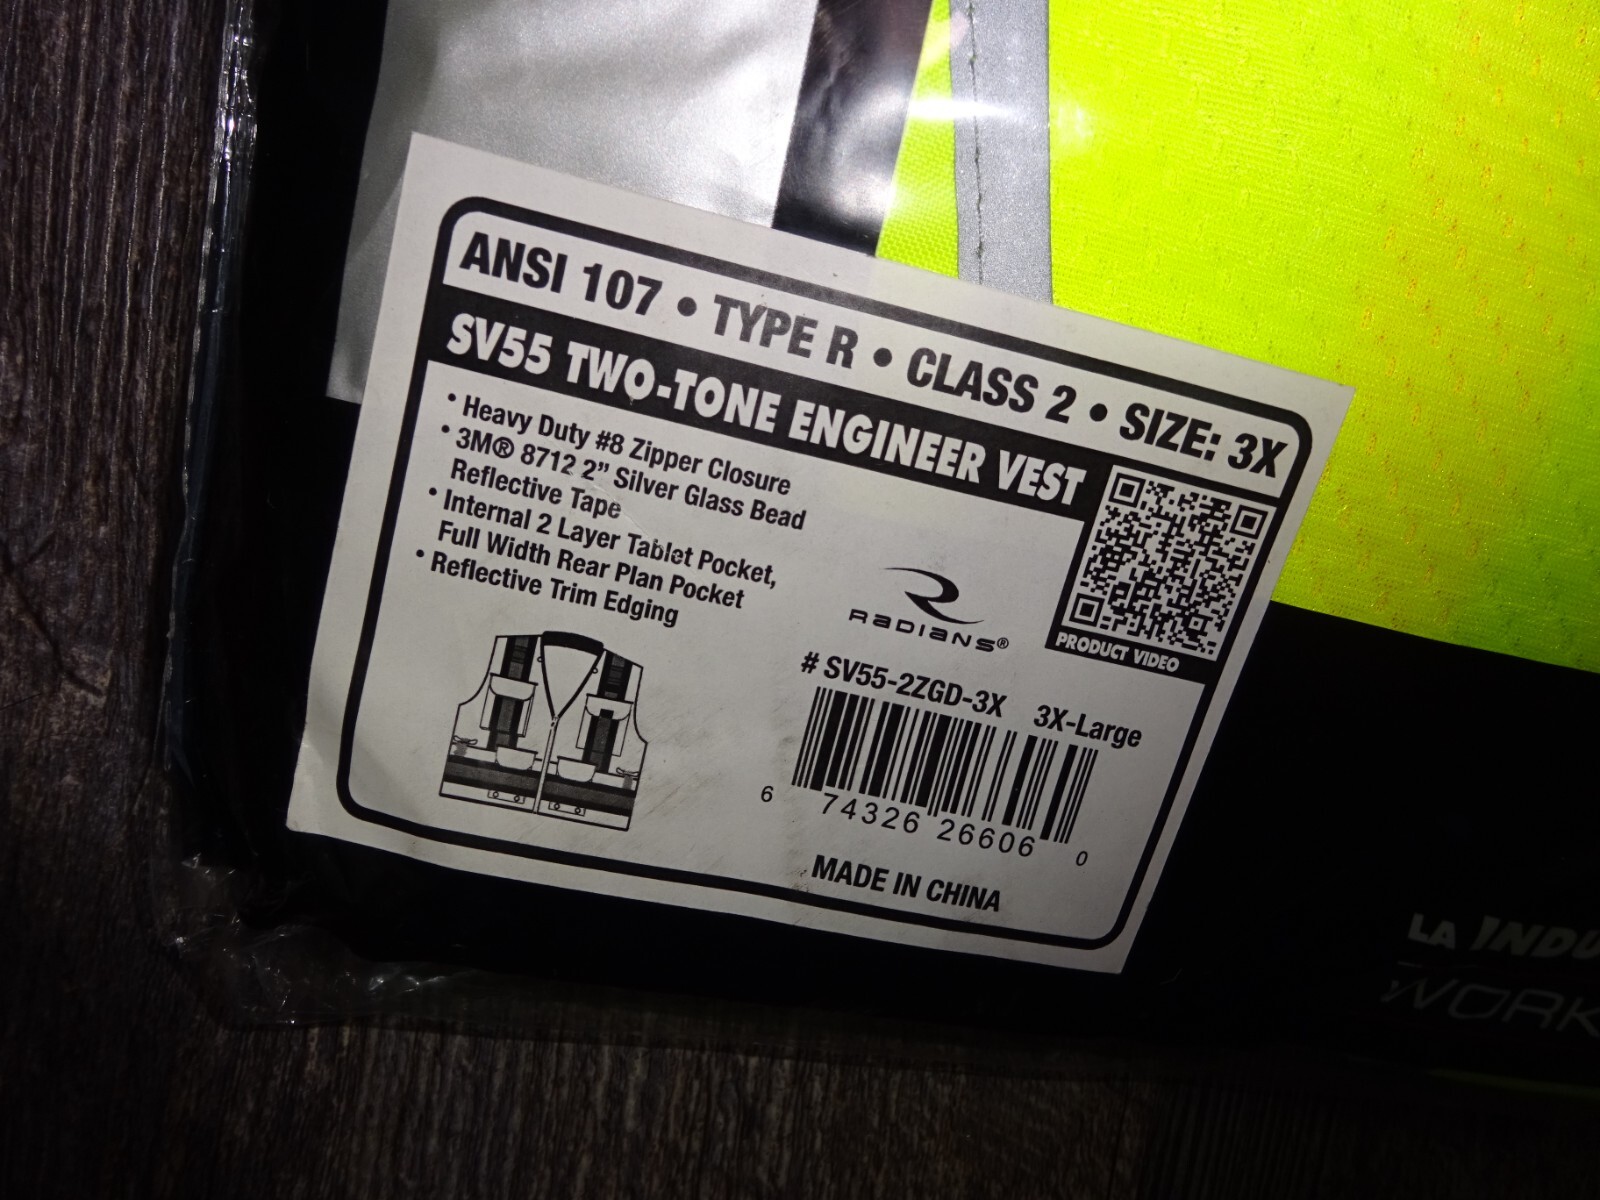 ANSI 107 • TYPE R • CLASS 2 • SIZE: 3X
SV55 TWO-TONE ENGINEER VEST
• Heavy Duty #8 Zipper Closure
• 3M® 8712 2” Silver Glass Bead
Reflective Tape
• Internal 2 Layer Tablet Pocket,
Full Width Rear Plan Pocket
• Reflective Trim Edging
PRODUCT VIDEO
RADIANS®
# SV55-2ZGD-3X 3X-Large
6 74326 26606 0
MADE IN CHINA
LA